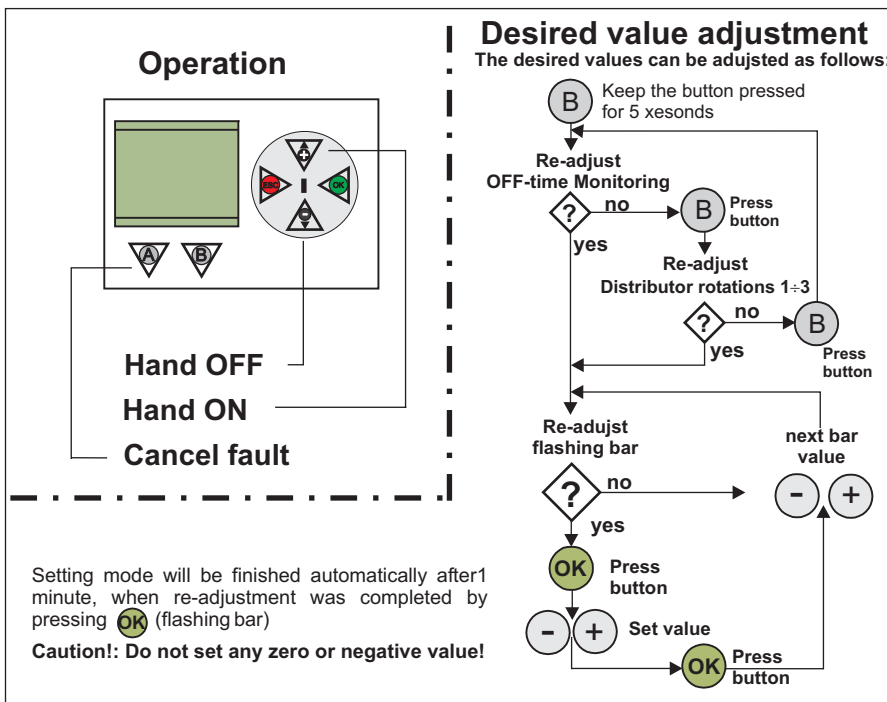 Operation
ESC
OK
A
B
Hand OFF
Hand ON
Cancel fault
Setting mode will be finished automatically after1
minute, when re-adjustment was completed by
pressing OK (flashing bar)
Caution!: Do not set any zero or negative value!
Desired value adjustment
The desired values can be adujsted as follows:
B
Keep the button pressed
for 5 xesonds
Re-adjust
OFF-time Monitoring
?
no
B
Press
button
yes
Re-adjust
Distributor rotations 1÷3
?
no
B
yes
Press
button
Re-adujst
flashing bar
next bar
value
?
no
- +
yes
OK
Press
button
- +
Set value
OK
Press
button